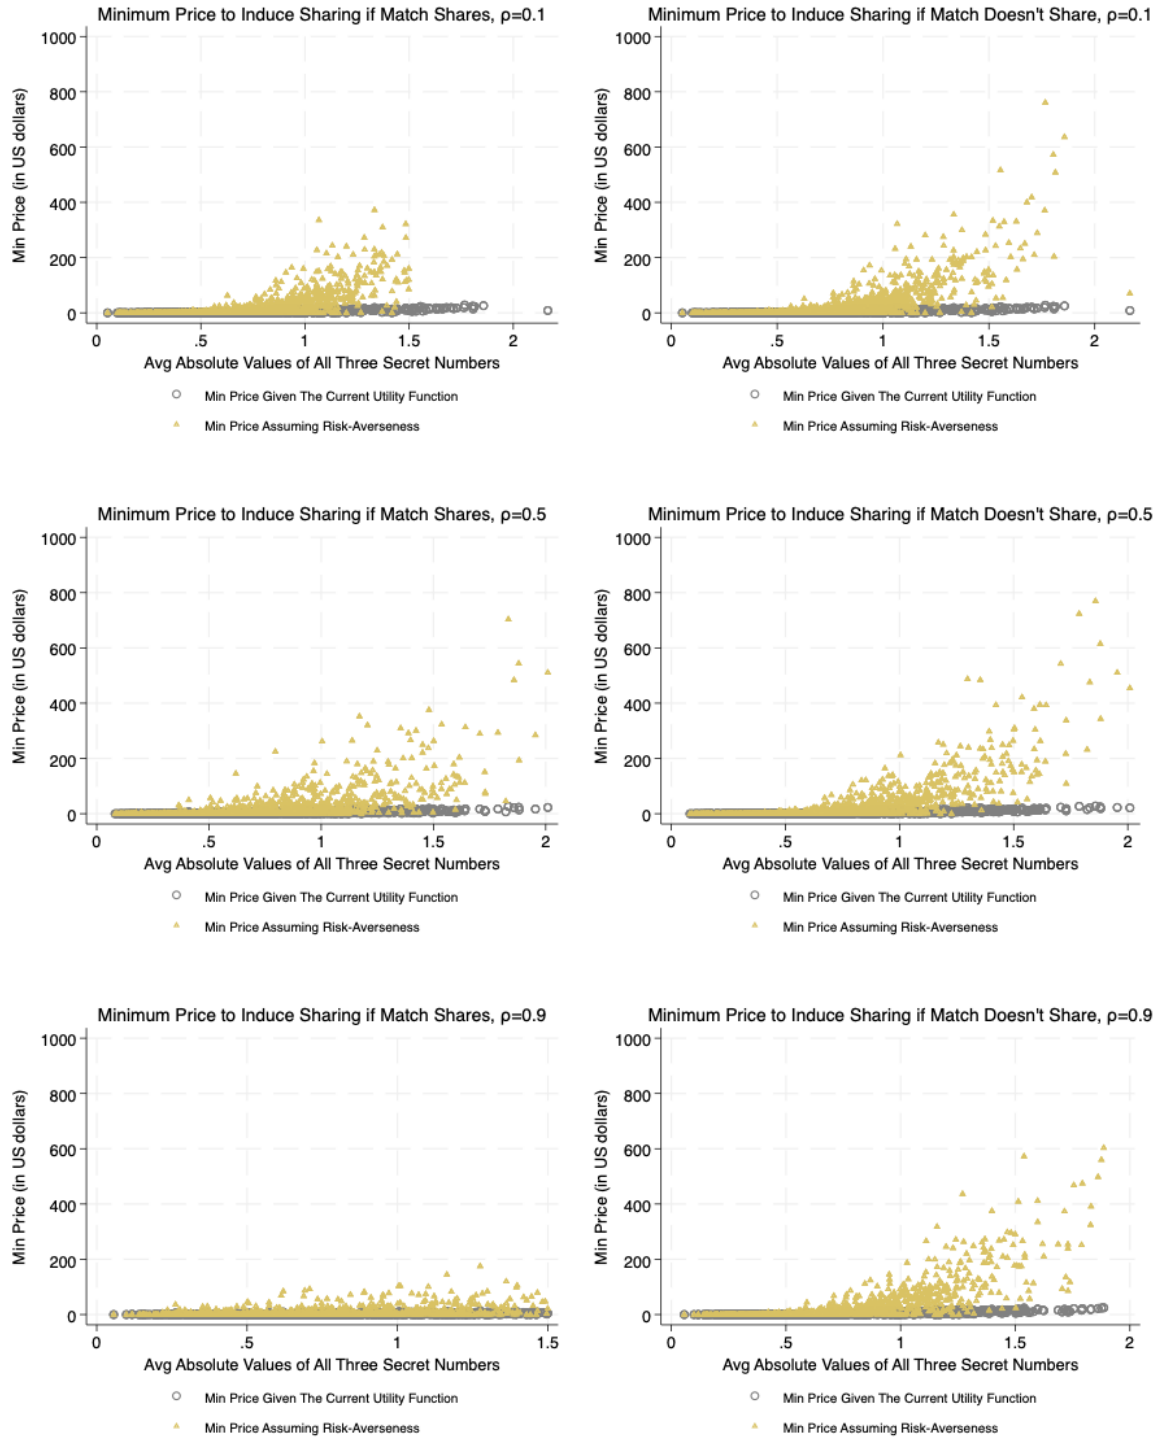 Minimum Price to Induce Sharing if Match Shares, ρ=0.1
1000
800
600
400
200
0
Min Price (in US dollars)
0 .5 1 1.5 2
Avg Absolute Values of All Three Secret Numbers
Min Price Given The Current Utility Function
Min Price Assuming Risk-Averseness
Minimum Price to Induce Sharing if Match Doesn't Share, ρ=0.1
1000
800
600
400
200
0
Min Price (in US dollars)
0 .5 1 1.5 2
Avg Absolute Values of All Three Secret Numbers
Min Price Given The Current Utility Function
Min Price Assuming Risk-Averseness
Minimum Price to Induce Sharing if Match Shares, ρ=0.5
1000
800
600
400
200
0
Min Price (in US dollars)
0 .5 1 1.5 2
Avg Absolute Values of All Three Secret Numbers
Min Price Given The Current Utility Function
Min Price Assuming Risk-Averseness
Minimum Price to Induce Sharing if Match Doesn't Share, ρ=0.5
1000
800
600
400
200
0
Min Price (in US dollars)
0 .5 1 1.5 2
Avg Absolute Values of All Three Secret Numbers
Min Price Given The Current Utility Function
Min Price Assuming Risk-Averseness
Minimum Price to Induce Sharing if Match Shares, ρ=0.9
1000
800
600
400
200
0
Min Price (in US dollars)
0 .5 1 1.5
Avg Absolute Values of All Three Secret Numbers
Min Price Given The Current Utility Function
Min Price Assuming Risk-Averseness
Minimum Price to Induce Sharing if Match Doesn't Share, ρ=0.9
1000
800
600
400
200
0
Min Price (in US dollars)
0 .5 1 1.5 2
Avg Absolute Values of All Three Secret Numbers
Min Price Given The Current Utility Function
Min Price Assuming Risk-Averseness